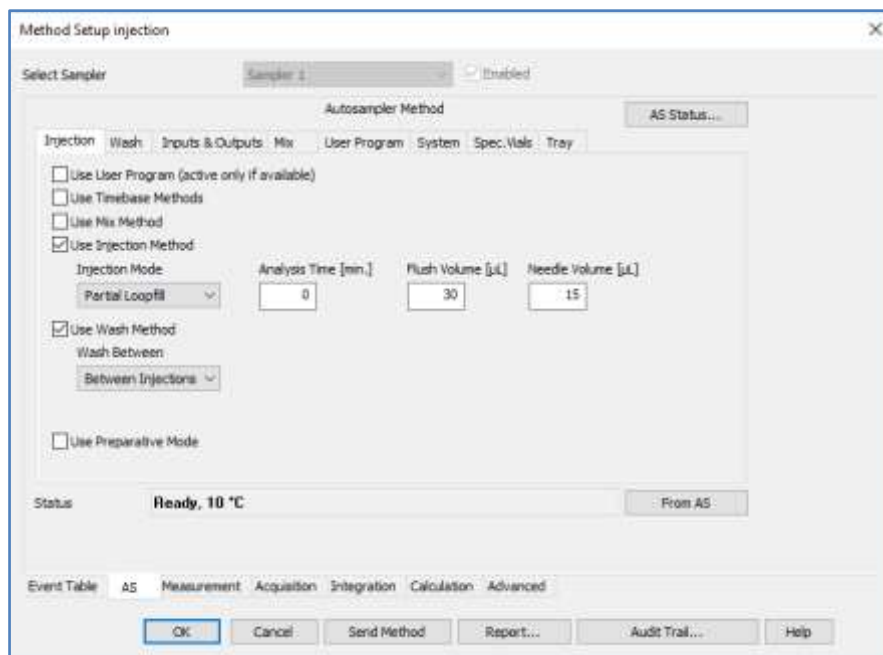 Method Setup injection
Select Sampler Sampler 1 Enabled
Autosampler Method AS Status...
Injection Wash Inputs & Outputs Mix User Program System Spec.Vials Tray
Use User Program (active only if available)
Use Timebase Methods
Use Mix Method
Use Injection Method
Injection Mode Analysis Time [min.] Flush Volume [µL] Needle Volume [µL]
Partial Loopfill 0 30 15
Use Wash Method
Wash Between
Between Injections
Use Preparative Mode
Status Ready, 10 °C From AS
Event Table AS Measurement Acquisition Integration Calculation Advanced
OK Cancel Send Method Report... Audit Trail... Help